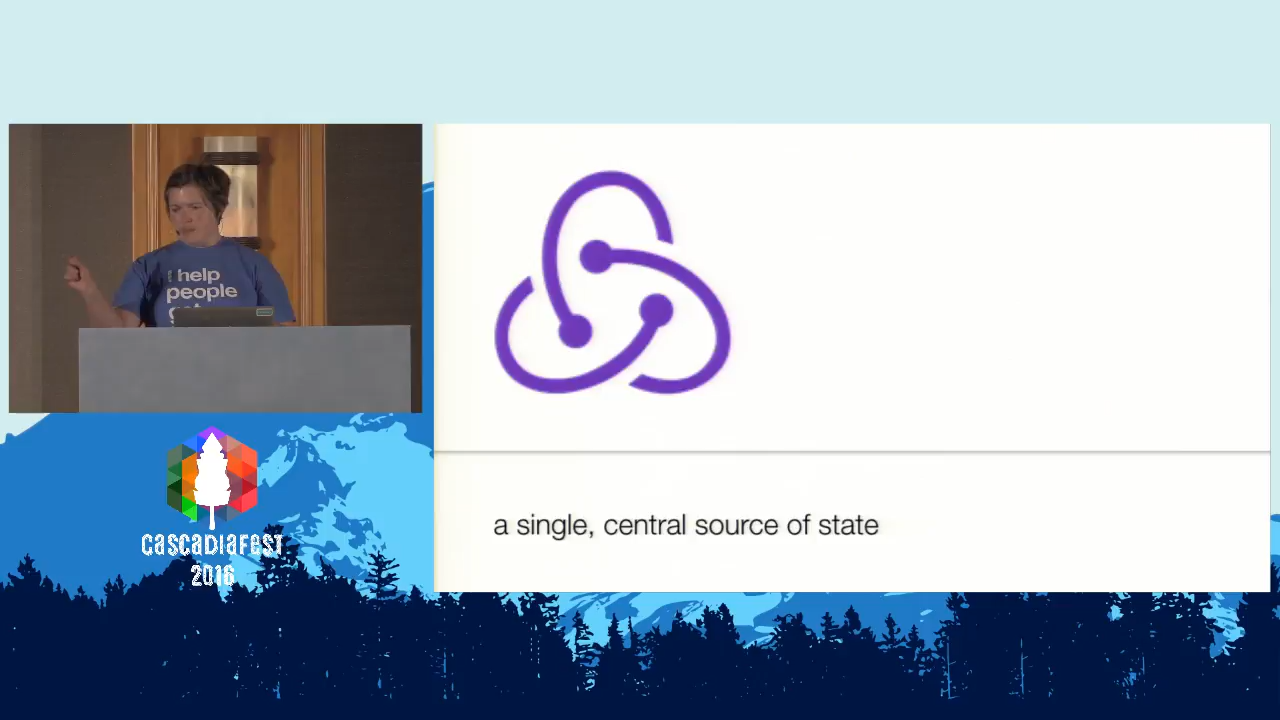 i help
people
a single, central source of state
CascadiaFest
2016